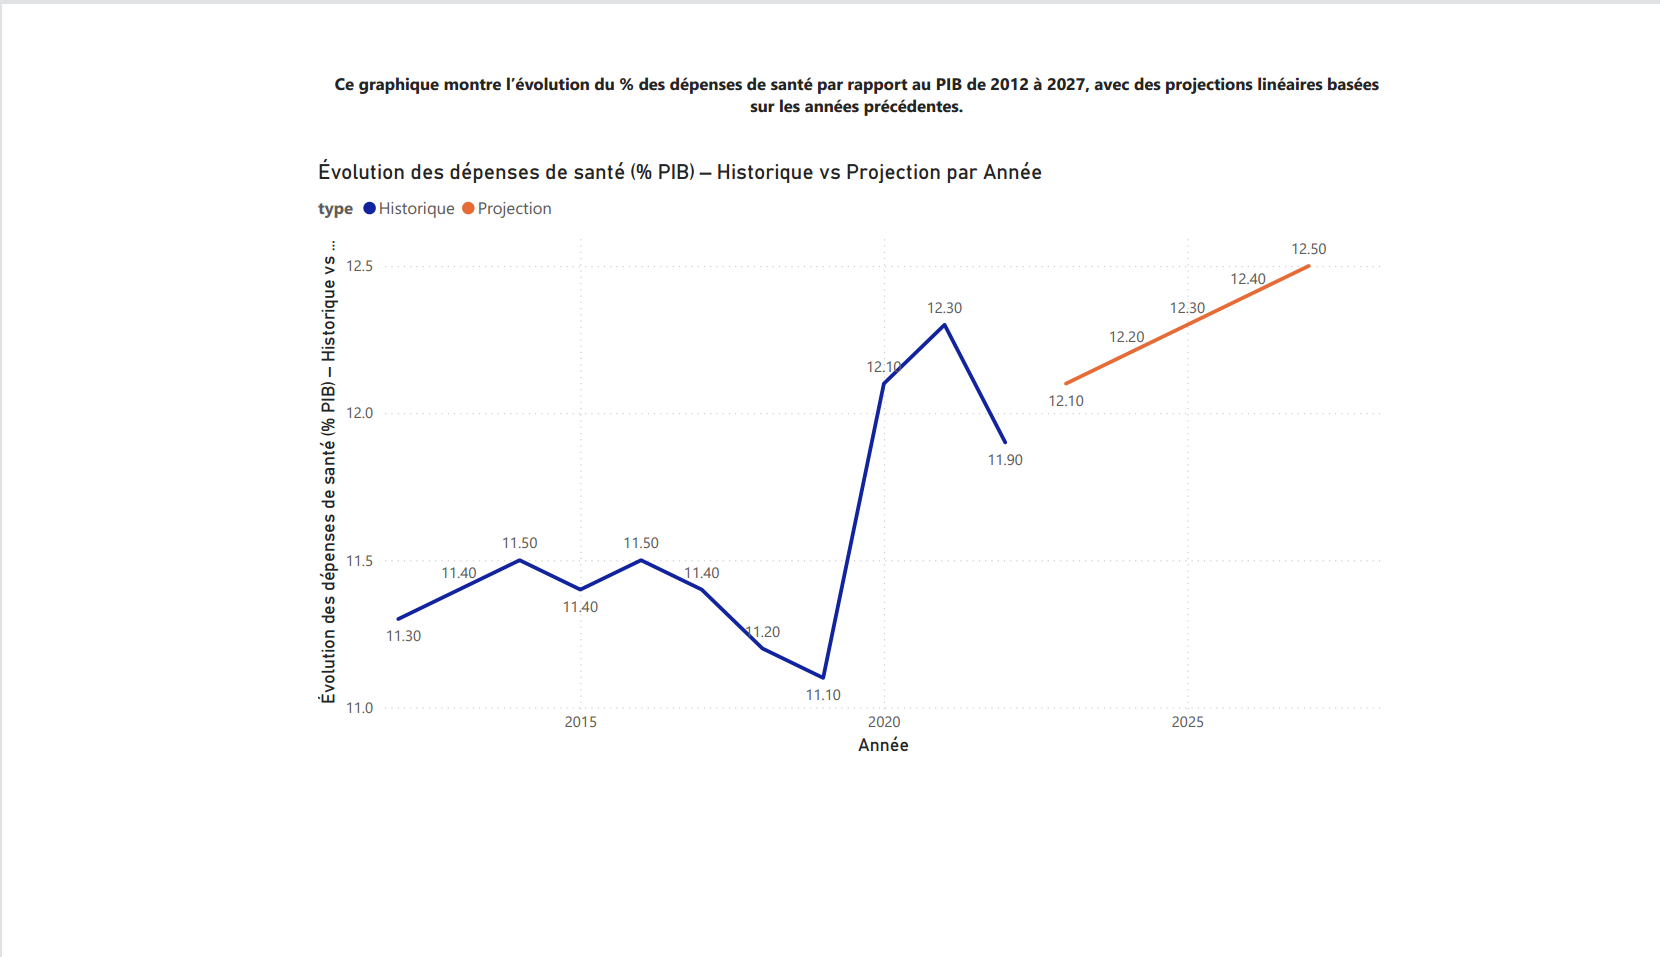 Ce graphique montre l’évolution du % des dépenses de santé par rapport au PIB de 2012 à 2027, avec des projections linéaires basées
sur les années précédentes.
Évolution des dépenses de santé (% PIB) – Historique vs Projection par Année
type Historique Projection
Évolution des dépenses de santé (% PIB) – Historique vs ...
12.5
12.0
11.5
11.0
11.30
11.40
11.50
11.40
11.50
11.40
11.20
11.10
12.10
12.30
11.90
12.10
12.20
12.30
12.40
12.50
2015 2020 2025
Année